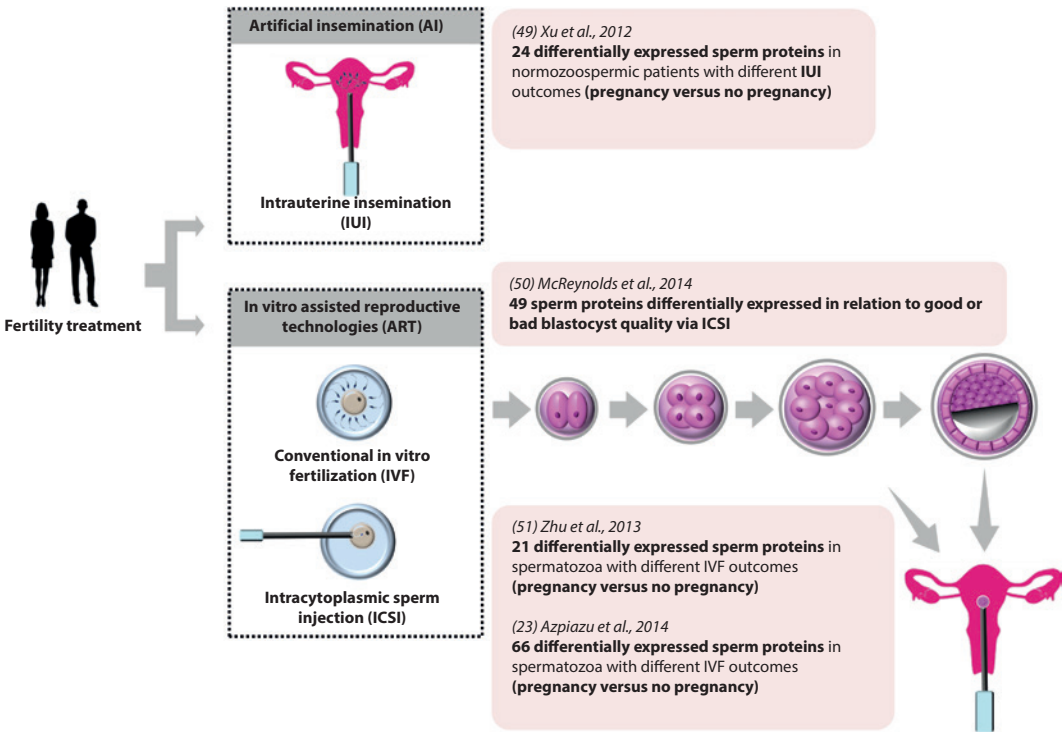 Artificial insemination (AI)
Intrauterine insemination
(IUI)
(49) Xu et al., 2012
24 differentially expressed sperm proteins in
normozoospermic patients with different IUI
outcomes (pregnancy versus no pregnancy)
Fertility treatment
In vitro assisted reproductive
technologies (ART)
Conventional in vitro
fertilization (IVF)
Intracytoplasmic sperm
injection (ICSI)
(50) McReynolds et al., 2014
49 sperm proteins differentially expressed in relation to good or
bad blastocyst quality via ICSI
(51) Zhu et al., 2013
21 differentially expressed sperm proteins in
spermatozoa with different IVF outcomes
(pregnancy versus no pregnancy)
(23) Azpiazu et al., 2014
66 differentially expressed sperm proteins in
spermatozoa with different IVF outcomes
(pregnancy versus no pregnancy)